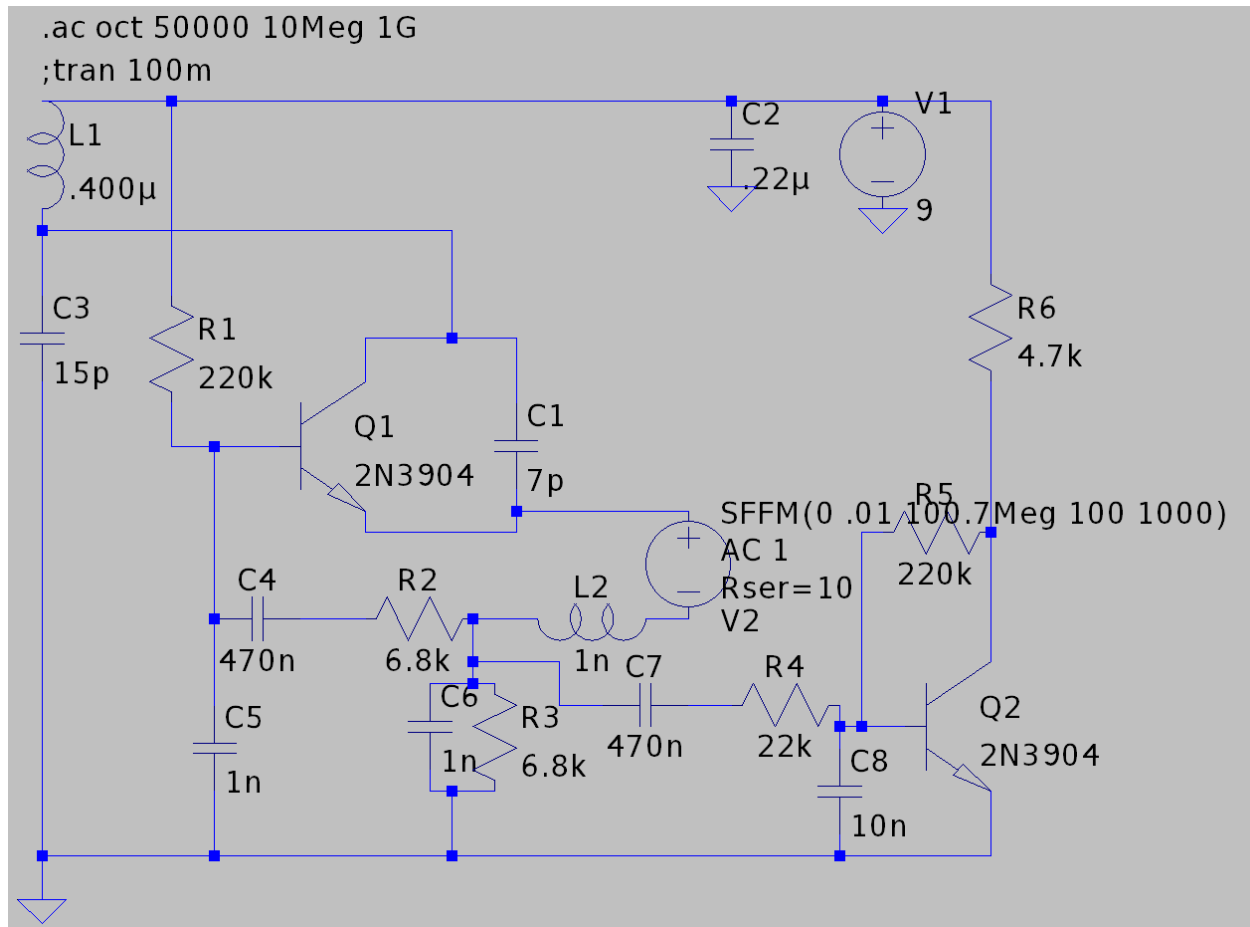 .ac oct 50000 10Meg 1G
;tran 100m
L1
.400µ
C2
.22µ
V1
9
C3
15p
R1
220k
R6
4.7k
Q1
2N3904
C1
7p
R5
220k
SFFM(0 .01 100.7Meg 100 1000)
AC 1
Rser=10
V2
C4
470n
R2
6.8k
L2
1n
C7
470n
R4
22k
C5
1n
C6
1n
R3
6.8k
C8
10n
Q2
2N3904